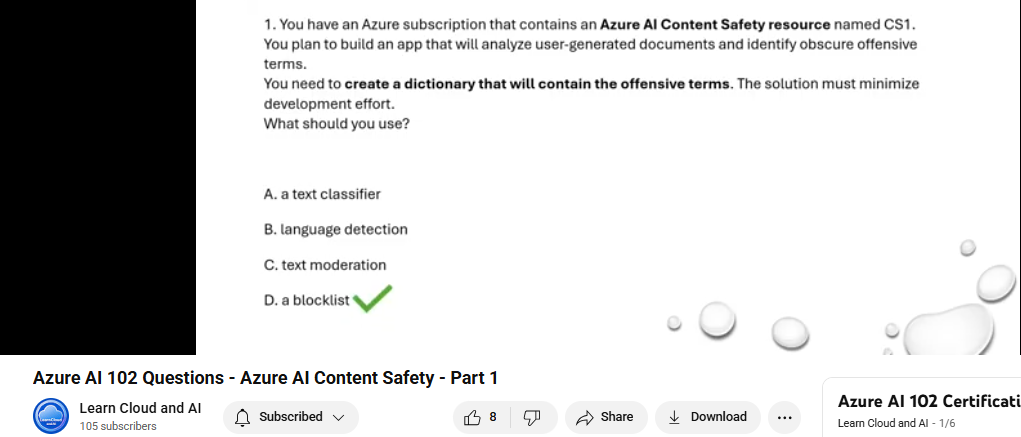 1. You have an Azure subscription that contains an Azure AI Content Safety resource named CS1.
You plan to build an app that will analyze user-generated documents and identify obscure offensive
terms.
You need to create a dictionary that will contain the offensive terms. The solution must minimize
development effort.
What should you use?
A. a text classifier
B. language detection
C. text moderation
D. a blocklist
Azure AI 102 Questions - Azure AI Content Safety - Part 1
Learn Cloud and AI
105 subscribers
Subscribed
8
Share
Download
Azure AI 102 Certificati
Learn Cloud and AI - 1/6